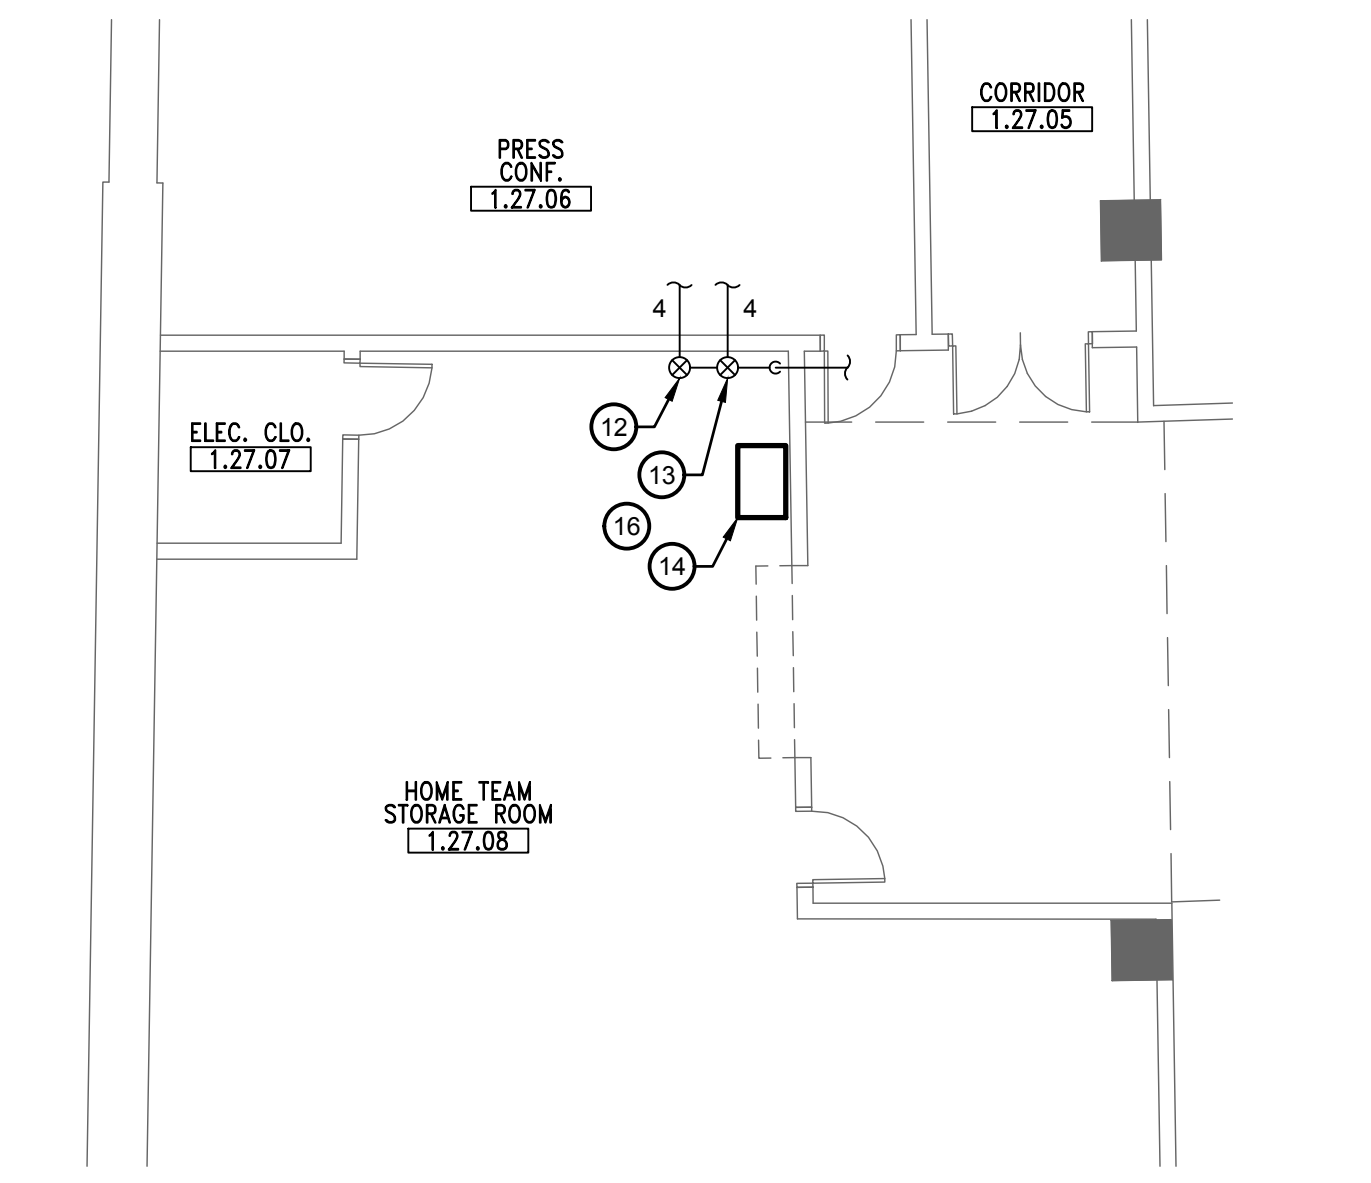 CORRIDOR
1.27.05
PRESS
CONF.
1.27.06
4
4
12
ELEC. CLO.
1.27.07
13
16
14
HOME TEAM
STORAGE ROOM
1.27.08